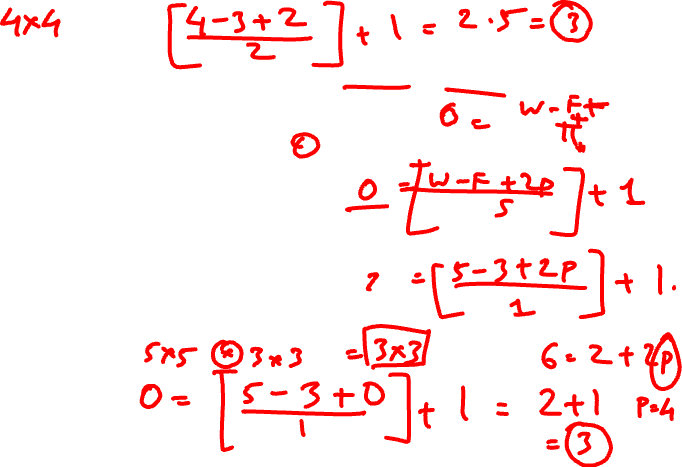 4x4 [4-3+2/2] + 1 = 2.5 = 3
O = W-F+
O = [W-F+2P/S] + 1
? = [5-3+2P/1] + 1.
5x5 * 3x3 = 3x3 6=2+2P
O = [5-3+0/1] + 1 = 2+1 P=4
= 3